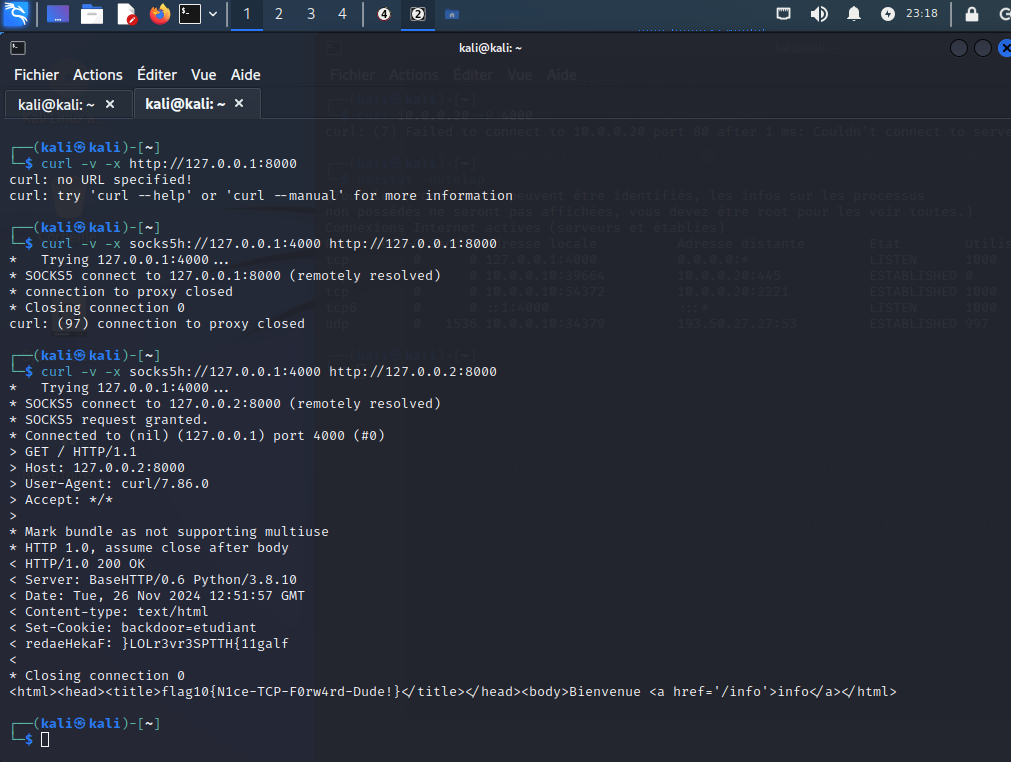 1 2 3 4 4 2 23:18
kali@kali: ~
Fichier Actions Éditer Vue Aide
kali@kali: ~ × kali@kali: ~ ×
┌──(kali㉿kali)-[~]
└─$ curl -v -x http://127.0.0.1:8000
curl: no URL specified!
curl: try 'curl --help' or 'curl --manual' for more information
┌──(kali㉿kali)-[~]
└─$ curl -v -x socks5h://127.0.0.1:4000 http://127.0.0.1:8000
*   Trying 127.0.0.1:4000...
* SOCKS5 connect to 127.0.0.1:8000 (remotely resolved)
* connection to proxy closed
* Closing connection 0
curl: (97) connection to proxy closed
┌──(kali㉿kali)-[~]
└─$ curl -v -x socks5h://127.0.0.1:4000 http://127.0.0.2:8000
*   Trying 127.0.0.1:4000...
* SOCKS5 connect to 127.0.0.2:8000 (remotely resolved)
* SOCKS5 request granted.
* Connected to (nil) (127.0.0.1) port 4000 (#0)
> GET / HTTP/1.1
> Host: 127.0.0.2:8000
> User-Agent: curl/7.86.0
> Accept: */*
>
* Mark bundle as not supporting multiuse
* HTTP 1.0, assume close after body
< HTTP/1.0 200 OK
< Server: BaseHTTP/0.6 Python/3.8.10
< Date: Tue, 26 Nov 2024 12:51:57 GMT
< Content-type: text/html
< Set-Cookie: backdoor=etudiant
< redaeHekaF: }LOLr3vr3SPTTH{11galf
<
* Closing connection 0
<html><head><title>flag10{N1ce-TCP-F0rw4rd-Dude!}</title></head><body>Bienvenue <a href='/info'>info</a></html>
┌──(kali㉿kali)-[~]
└─$